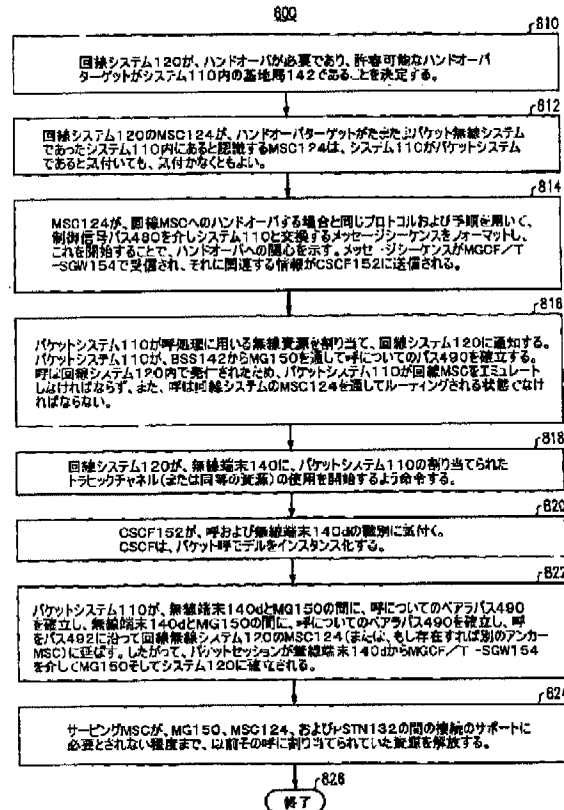 800
810
回線システム120が、ハンドオーバが必要であり、許容可能なハンドオーバ
ターゲットがシステム110内の基地局142であることを決定する。
812
回線システム120のMSC124が、ハンドオーバターゲットがたまたまパケット無線システム
であったシステム110内にあると認識するMSC124は、システム110がパケットシステム
であると気付いても、気付かなくともよい。
814
MSC124が、回線MSCへのハンドオーバする場合と同じプロトコルおよび手順を用いて、
制御信号パス480を介しシステム110と交換するメッセージシーケンスをフォーマットし、
これを開始することで、ハンドオーバへの関心を示す。メッセージシーケンスがMGCF/T
-SGW154で受信され、それに関連する情報がCSCF152に送信される。
816
パケットシステム110が呼処理に用いる無線資源を割り当て、回線システム120に通知する。
パケットシステム110が、BSS142からMG150を通して呼についてのパス490を確立する。
呼は回線システム120内で発行されたため、パケットシステム110が回線MSCをエミュレート
しなければならず、また、呼は回線システムのMSC124を通してルーティングされる状態でなけ
ればならない。
818
回線システム120が、無線端末140に、パケットシステム110の割り当てられた
トラヒックチャネル(または同等の資源)の使用を開始するよう命令する。
820
CSCF152が、呼および無線端末140dの識別に気付く。
CSCFは、パケット呼モデルをインスタンス化する。
822
パケットシステム110が、無線端末140dとMG150の間に、呼についてのベアラパス490
を確立し、無線端末140dとMG150の間に、呼についてのベアラパス490を確立し、呼
をパス492に沿って回線無線システム120のMSC124(または、もし存在すれば別のアンカー
MSC)に延ばす。したがって、パケットセッションが無線端末140dからMGCF/T-SGW154
を介してMG150そしてシステム120に確立される。
824
サービングMSCが、MG150、MSC124、およびPSTN132の間の接続のサポートに
必要とされない程度まで、以前その呼に割り当てられていた資源を解放する。
826
終了